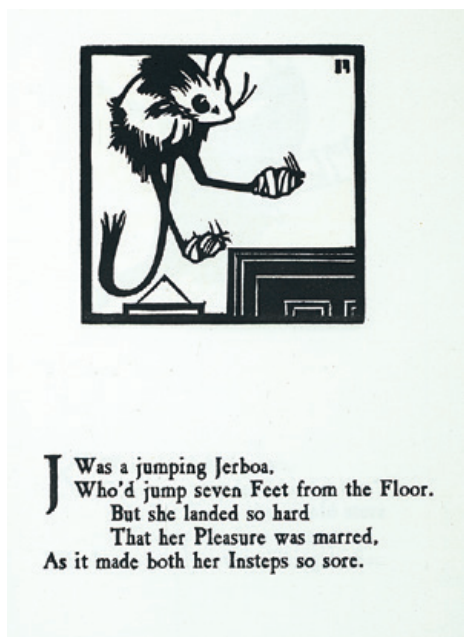 J Was a jumping Jerboa,
Who'd jump seven Feet from the Floor.
But she landed so hard
That her Pleasure was marred,
As it made both her Insteps so sore.